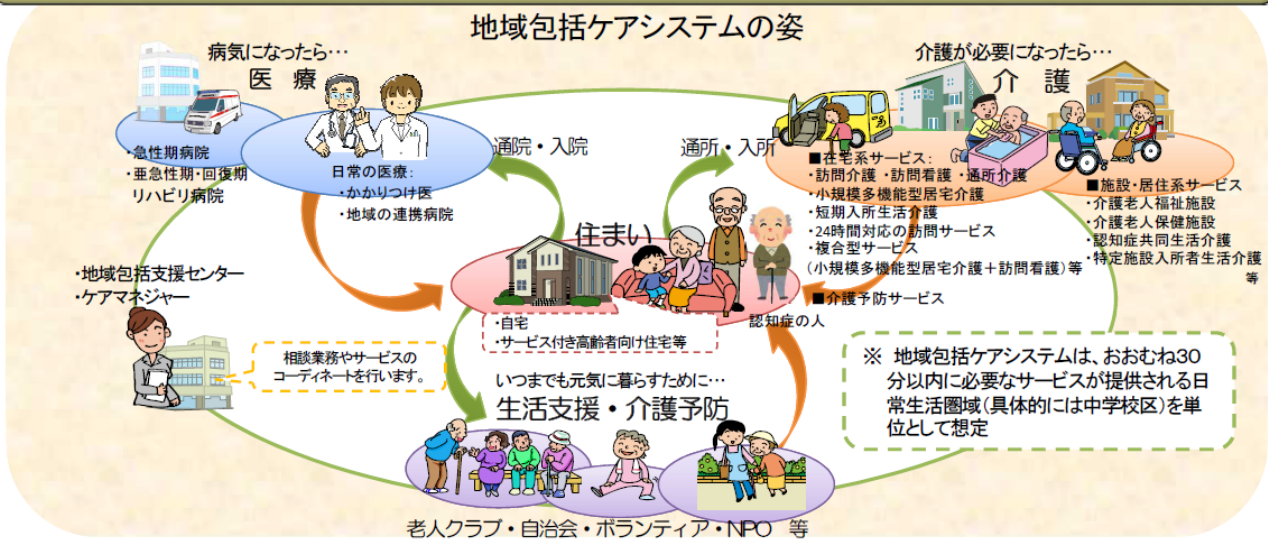 地域包括ケアシステムの姿
病気になったら…
医 療
・急性期病院
・亜急性期・回復期
リハビリ病院
日常の医療:
・かかりつけ医
・地域の連携病院
通院・入院
通所・入所
介護が必要になったら…
介 護
■在宅系サービス:
・訪問介護 ・訪問看護 ・通所介護
・小規模多機能型居宅介護
・短期入所生活介護
・24時間対応の訪問サービス
・複合型サービス
(小規模多機能型居宅介護+訪問看護)等
■介護予防サービス
■施設・居住系サービス
・介護老人福祉施設
・介護老人保健施設
・認知症共同生活介護
・特定施設入所者生活介護
等
住まい
・自宅
・サービス付き高齢者向け住宅等
認知症の人
・地域包括支援センター
・ケアマネジャー
相談業務やサービスの
コーディネートを行います。
いつまでも元気に暮らすために…
生活支援・介護予防
老人クラブ・自治会・ボランティア・NPO 等
※ 地域包括ケアシステムは、おおむね30
分以内に必要なサービスが提供される日
常生活圏域(具体的には中学校区)を単
位として想定